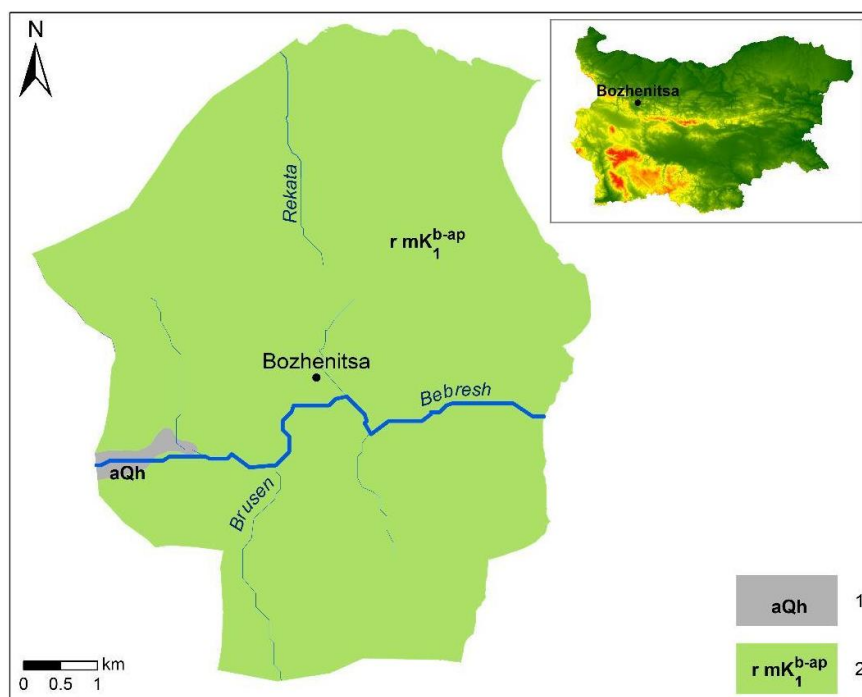 N
Bozhenitsa
Rekata
r mK₁ᵇ⁻ᵃᵖ
Bozhenitsa
Bebresh
aQh
Brusen
aQh 1
r mK₁ᵇ⁻ᵃᵖ 2
km
0 0.5 1